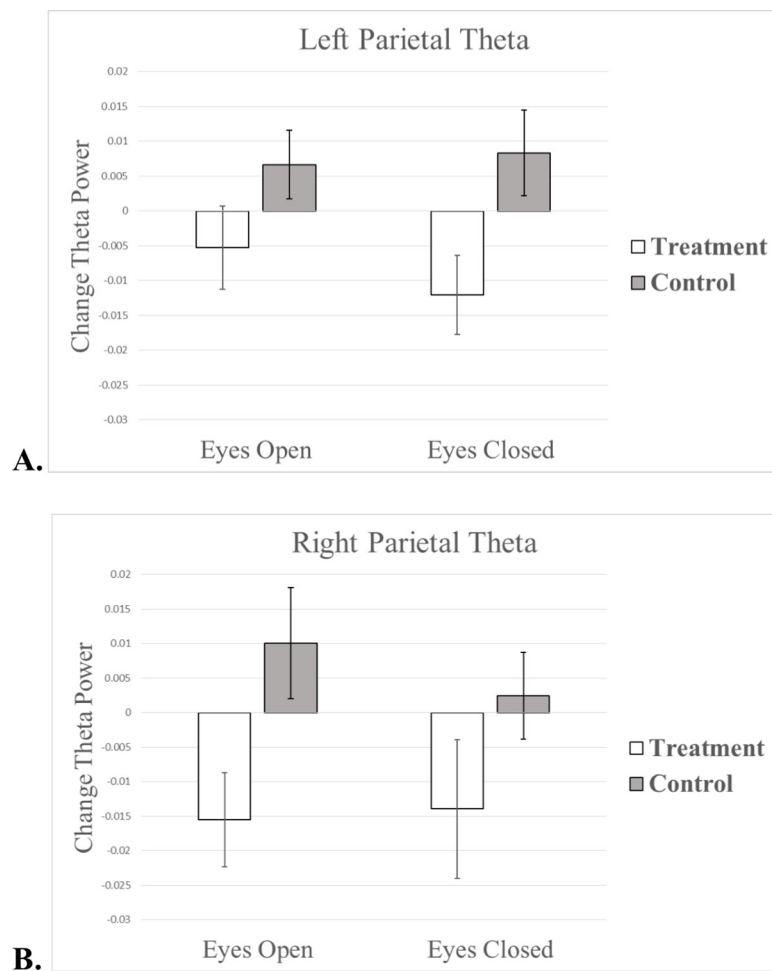 Left Parietal Theta
0.02
0.015
0.01
0.005
0
-0.005
-0.01
-0.015
-0.02
-0.025
-0.03
Change Theta Power
Eyes Open Eyes Closed
Treatment
Control
A.
Right Parietal Theta
0.02
0.015
0.01
0.005
0
-0.005
-0.01
-0.015
-0.02
-0.025
-0.03
Change Theta Power
Eyes Open Eyes Closed
Treatment
Control
B.